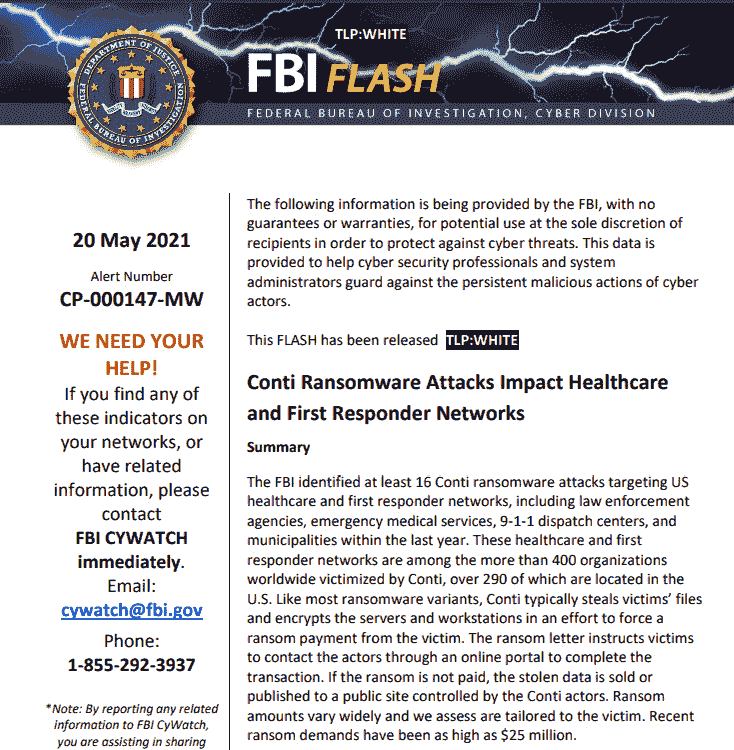 TLP:WHITE
FBI FLASH
FEDERAL BUREAU OF INVESTIGATION, CYBER DIVISION
DEPARTMENT OF JUSTICE
FEDERAL BUREAU OF INVESTIGATION
20 May 2021
Alert Number
CP-000147-MW
WE NEED YOUR
HELP!
If you find any of
these indicators on
your networks, or
have related
information, please
contact
FBI CYWATCH
immediately.
Email:
cywatch@fbi.gov
Phone:
1-855-292-3937
*Note: By reporting any related
information to FBI CyWatch,
you are assisting in sharing
The following information is being provided by the FBI, with no
guarantees or warranties, for potential use at the sole discretion of
recipients in order to protect against cyber threats. This data is
provided to help cyber security professionals and system
administrators guard against the persistent malicious actions of cyber
actors.
This FLASH has been released TLP:WHITE
Conti Ransomware Attacks Impact Healthcare
and First Responder Networks
Summary
The FBI identified at least 16 Conti ransomware attacks targeting US
healthcare and first responder networks, including law enforcement
agencies, emergency medical services, 9-1-1 dispatch centers, and
municipalities within the last year. These healthcare and first
responder networks are among the more than 400 organizations
worldwide victimized by Conti, over 290 of which are located in the
U.S. Like most ransomware variants, Conti typically steals victims’ files
and encrypts the servers and workstations in an effort to force a
ransom payment from the victim. The ransom letter instructs victims
to contact the actors through an online portal to complete the
transaction. If the ransom is not paid, the stolen data is sold or
published to a public site controlled by the Conti actors. Ransom
amounts vary widely and we assess are tailored to the victim. Recent
ransom demands have been as high as $25 million.